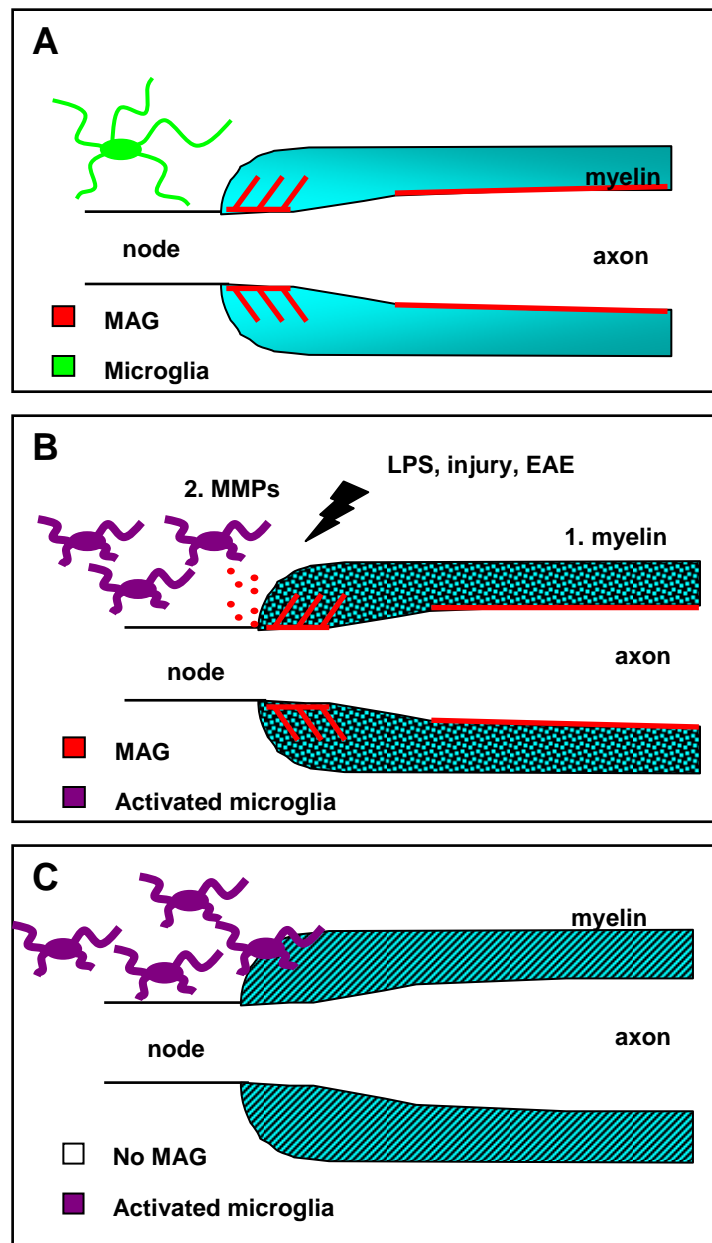 A
myelin
node
axon
MAG
Microglia
B
LPS, injury, EAE
2. MMPs
1. myelin
axon
node
MAG
Activated microglia
C
myelin
axon
node
No MAG
Activated microglia